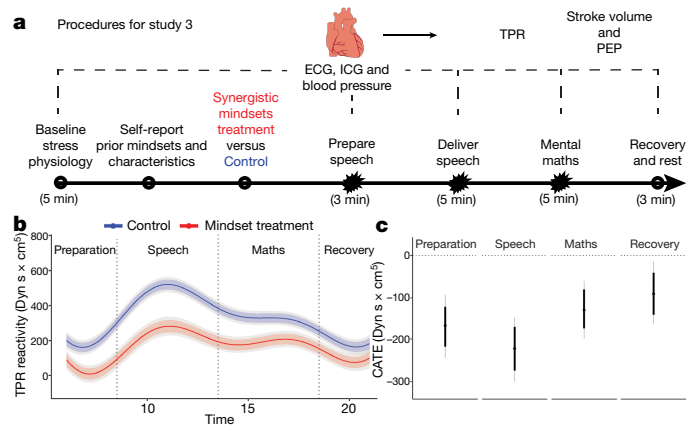 a
Procedures for study 3
TPR
Stroke volume
and
PEP
ECG, ICG and
blood pressure
Baseline
stress
physiology
(5 min)
Self-report
prior mindsets and
characteristics
Synergistic
mindsets
treatment
versus
Control
Prepare
speech
(3 min)
Deliver
speech
(5 min)
Mental
maths
(5 min)
Recovery
and rest
(3 min)
b
Control
Mindset treatment
Preparation
Speech
Maths
Recovery
TPR reactivity (Dyn s × cm⁵)
800
600
400
200
0
10
15
20
Time
c
Preparation
Speech
Maths
Recovery
CATE (Dyn s × cm⁵)
0
−100
−200
−300